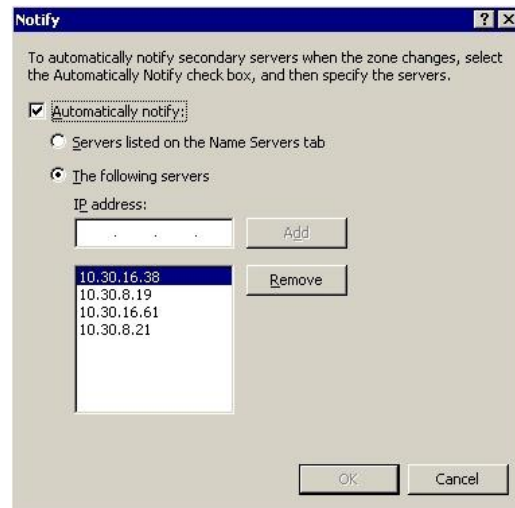 Notify
To automatically notify secondary servers when the zone changes, select
the Automatically Notify check box, and then specify the servers.
Automatically notify:
Servers listed on the Name Servers tab
The following servers
IP address:
. . .
Add
10.30.16.38
10.30.8.19
10.30.16.61
10.30.8.21
Remove
OK
Cancel